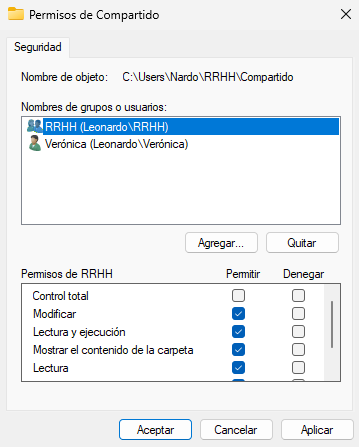 Permisos de Compartido
Seguridad
Nombre de objeto: C:\Users\Nardo\RRHH\Compartido
Nombres de grupos o usuarios:
RRHH (Leonardo\RRHH)
Verónica (Leonardo\Verónica)
Agregar... Quitar
Permisos de RRHH Permitir Denegar
Control total
Modificar
Lectura y ejecución
Mostrar el contenido de la carpeta
Lectura
Aceptar Cancelar Aplicar